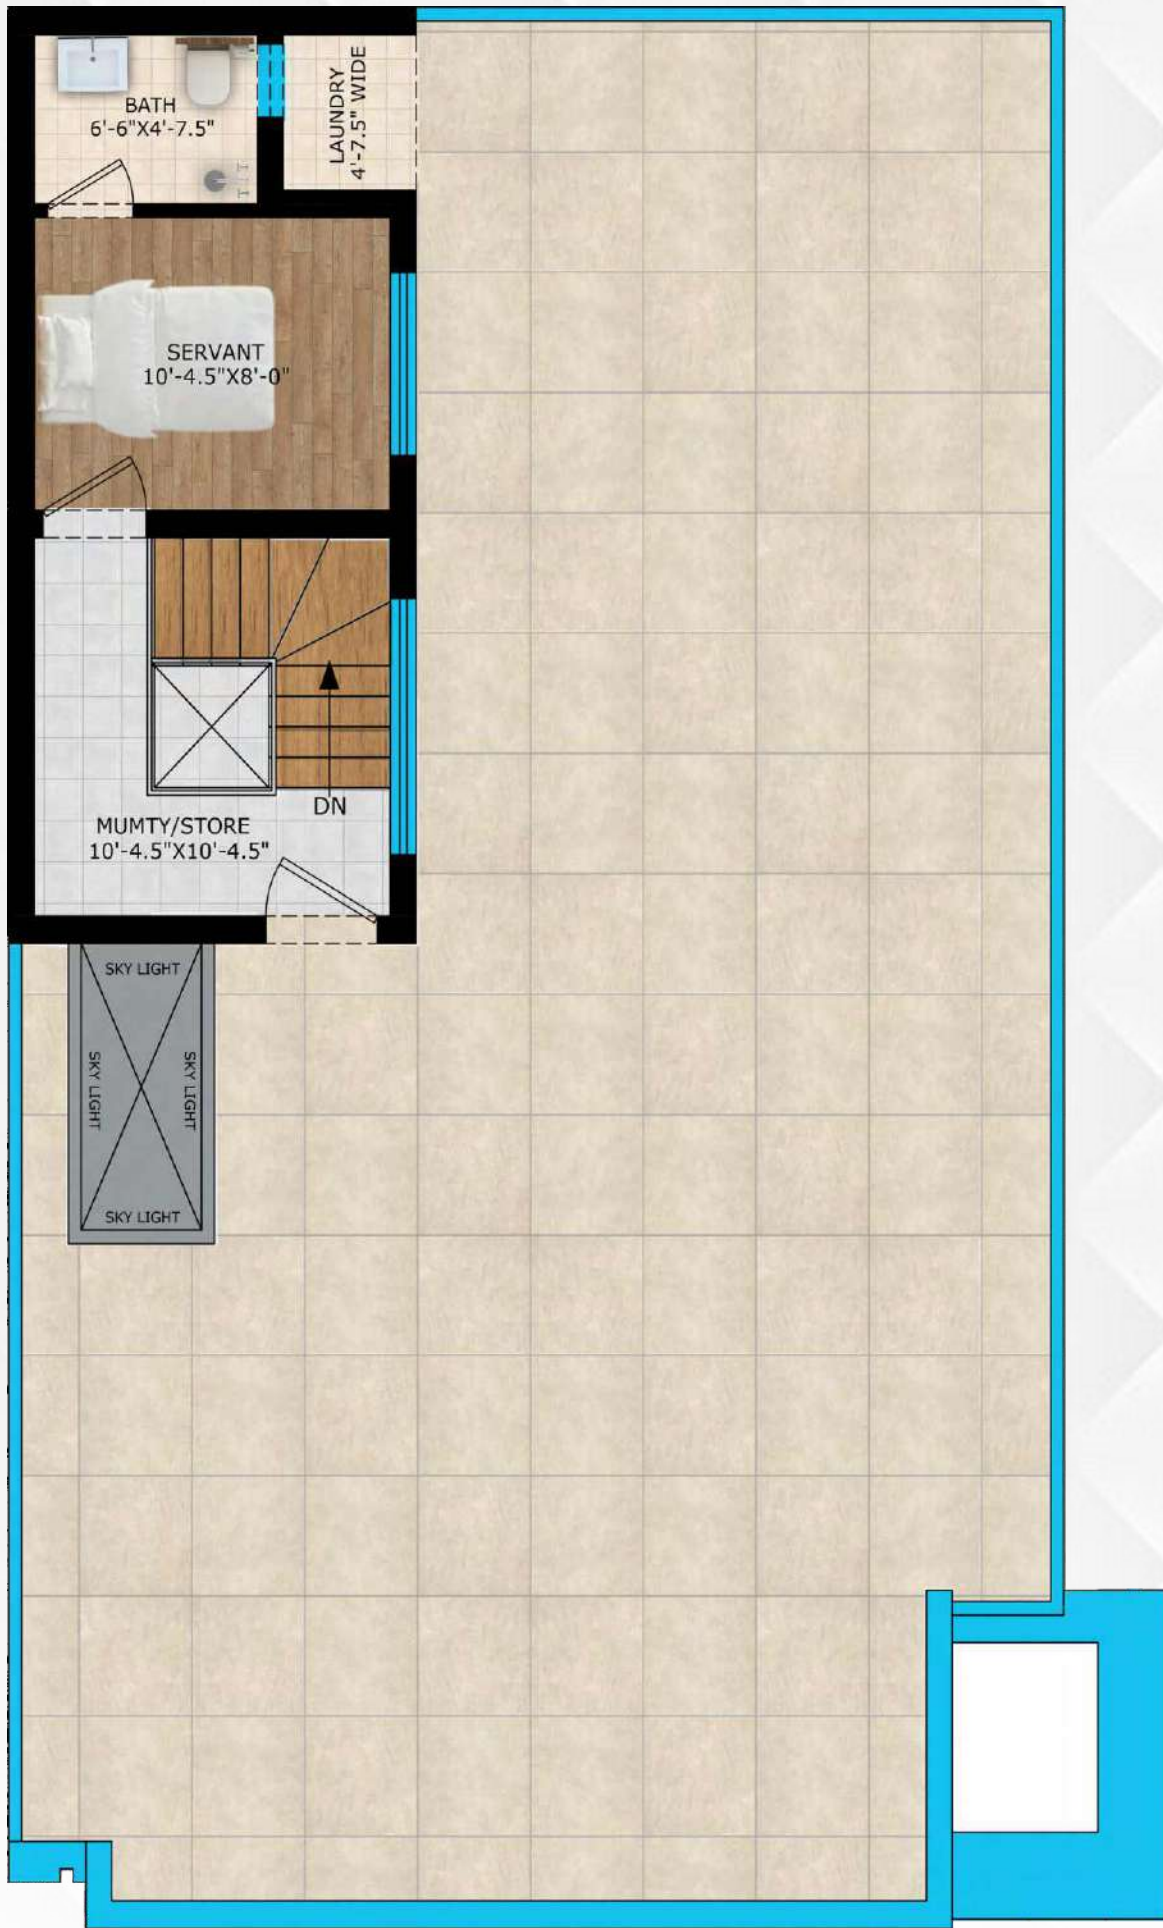 BATH
6'-6"X4'-7.5"
LAUNDRY
4'-7.5" WIDE
SERVANT
10'-4.5"X8'-0"
DN
MUMTY/STORE
10'-4.5"X10'-4.5"
SKY LIGHT
SKY LIGHT
SKY LIGHT
SKY LIGHT